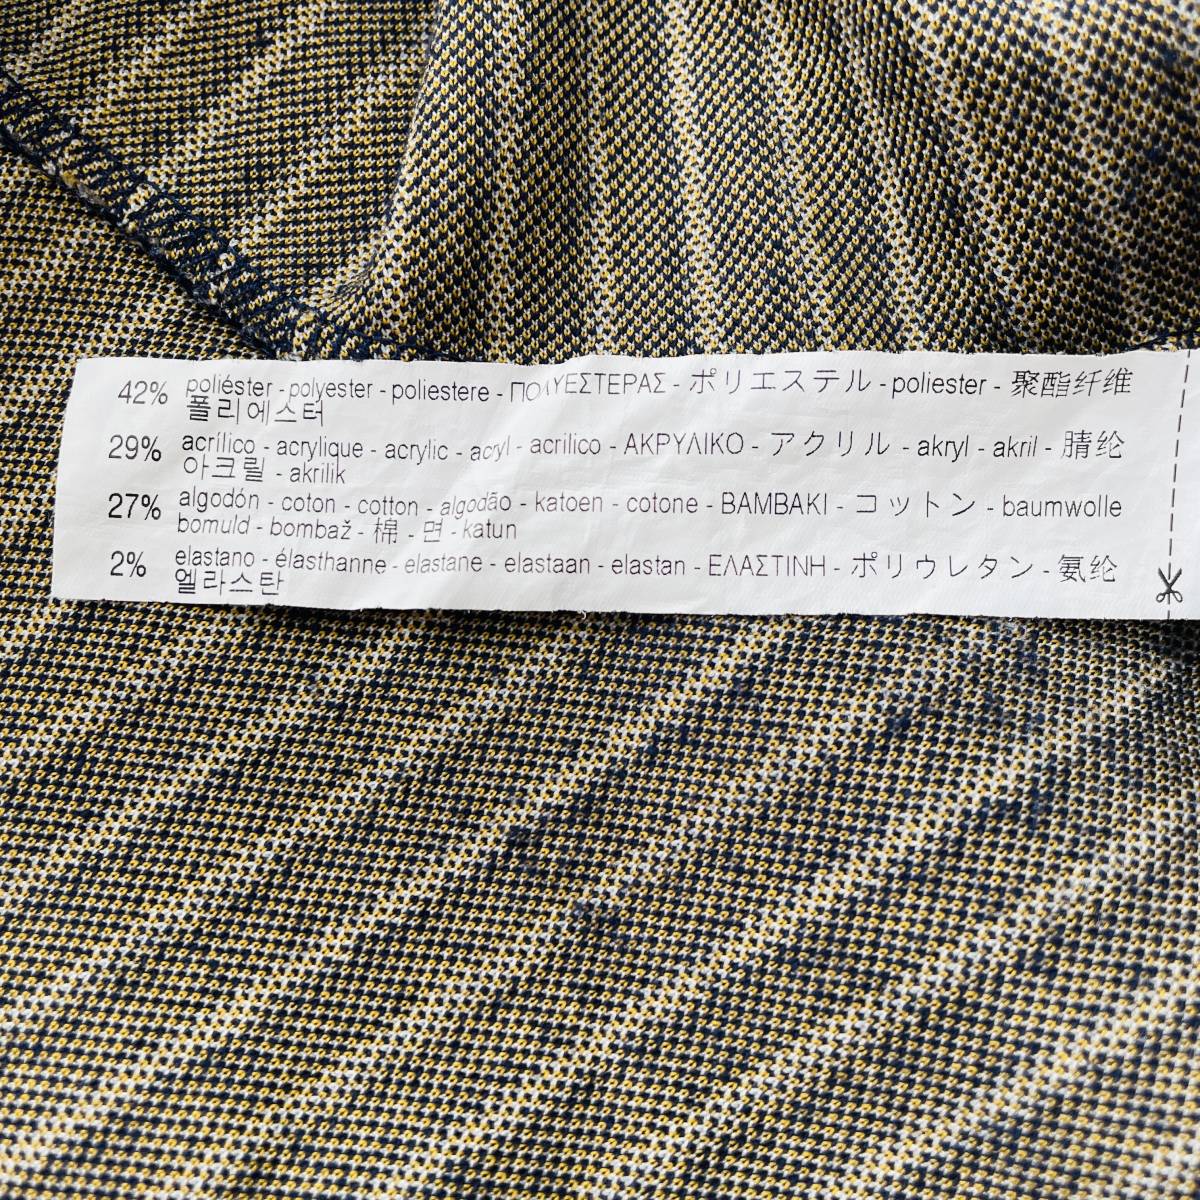 42% poliéster - polyester - poliestere - ΠΟΛΥΕΣΤΕΡΑΣ - ポリエステル - poliester - 聚酯纤维
폴리에스터
29% acrílico - acrylique - acrylic - acryl - acrilico - ΑΚΡΥΛΙΚΟ - アクリル - akryl - akril - 腈纶
아크릴 - akrilik
27% algodón - coton - cotton - algodão - katoen - cotone - BAMBAKI - コットン - baumwolle
bomuld - bombaž - 棉 - 면 - katun
2% elastano - élasthanne - elastane - elastaan - elastan - ΕΛΑΣΤΙΝΗ - ポリウレタン - 氨纶
엘라스탄